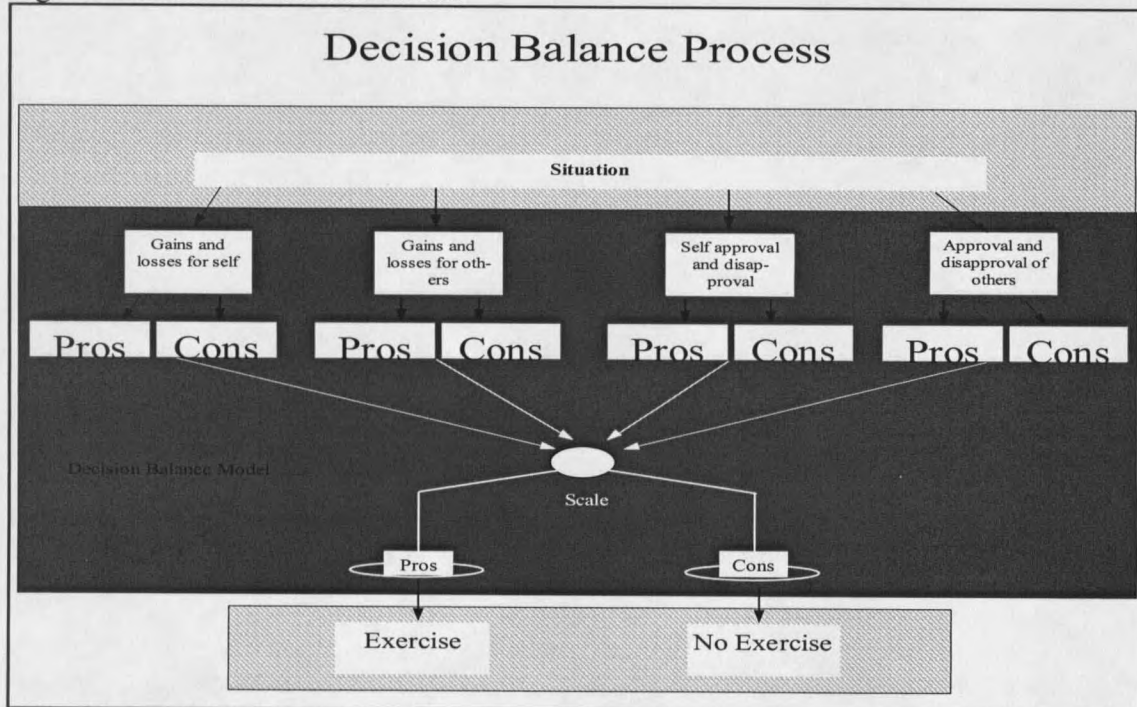 Decision Balance Process
Situation
Gains and
losses for self
Gains and
losses for oth-
ers
Self approval
and disap-
proval
Approval and
disapproval of
others
Pros Cons Pros Cons Pros Cons Pros Cons
Decision Balance Model
Scale
Pros Cons
Exercise No Exercise